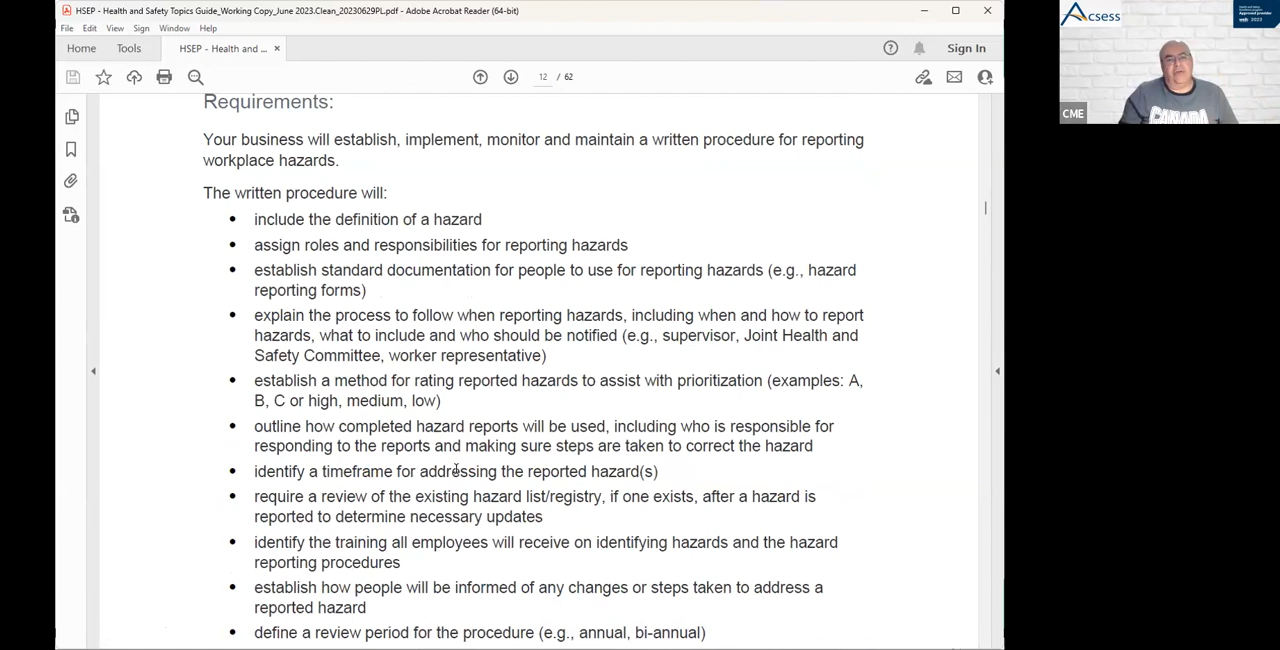 HSEP - Health and Safety Topics Guide_Working Copy_June 2023.Clean_20230629PL.pdf - Adobe Acrobat Reader (64-bit)
File Edit View Sign Window Help
Home Tools HSEP - Health and ... × Sign In
12 / 62
Requirements:
Your business will establish, implement, monitor and maintain a written procedure for reporting
workplace hazards.
The written procedure will:
• include the definition of a hazard
• assign roles and responsibilities for reporting hazards
• establish standard documentation for people to use for reporting hazards (e.g., hazard
reporting forms)
• explain the process to follow when reporting hazards, including when and how to report
hazards, what to include and who should be notified (e.g., supervisor, Joint Health and
Safety Committee, worker representative)
• establish a method for rating reported hazards to assist with prioritization (examples: A,
B, C or high, medium, low)
• outline how completed hazard reports will be used, including who is responsible for
responding to the reports and making sure steps are taken to correct the hazard
• identify a timeframe for addressing the reported hazard(s)
• require a review of the existing hazard list/registry, if one exists, after a hazard is
reported to determine necessary updates
• identify the training all employees will receive on identifying hazards and the hazard
reporting procedures
• establish how people will be informed of any changes or steps taken to address a
reported hazard
• define a review period for the procedure (e.g., annual, bi-annual)
Acsess
Approved provider
wsib 2023
CANADA
CME